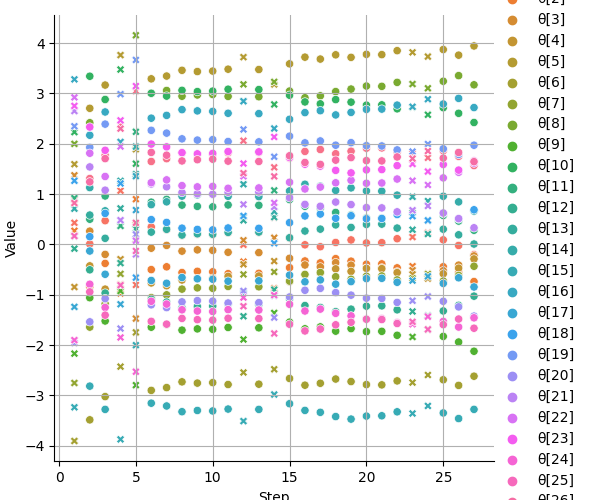 θ[2]
θ[3]
θ[4]
θ[5]
θ[6]
θ[7]
θ[8]
θ[9]
θ[10]
θ[11]
θ[12]
θ[13]
θ[14]
θ[15]
θ[16]
θ[17]
θ[18]
θ[19]
θ[20]
θ[21]
θ[22]
θ[23]
θ[24]
θ[25]
θ[26]
4
3
2
1
0
−1
−2
−3
−4
Value
0
5
10
15
20
25
Step